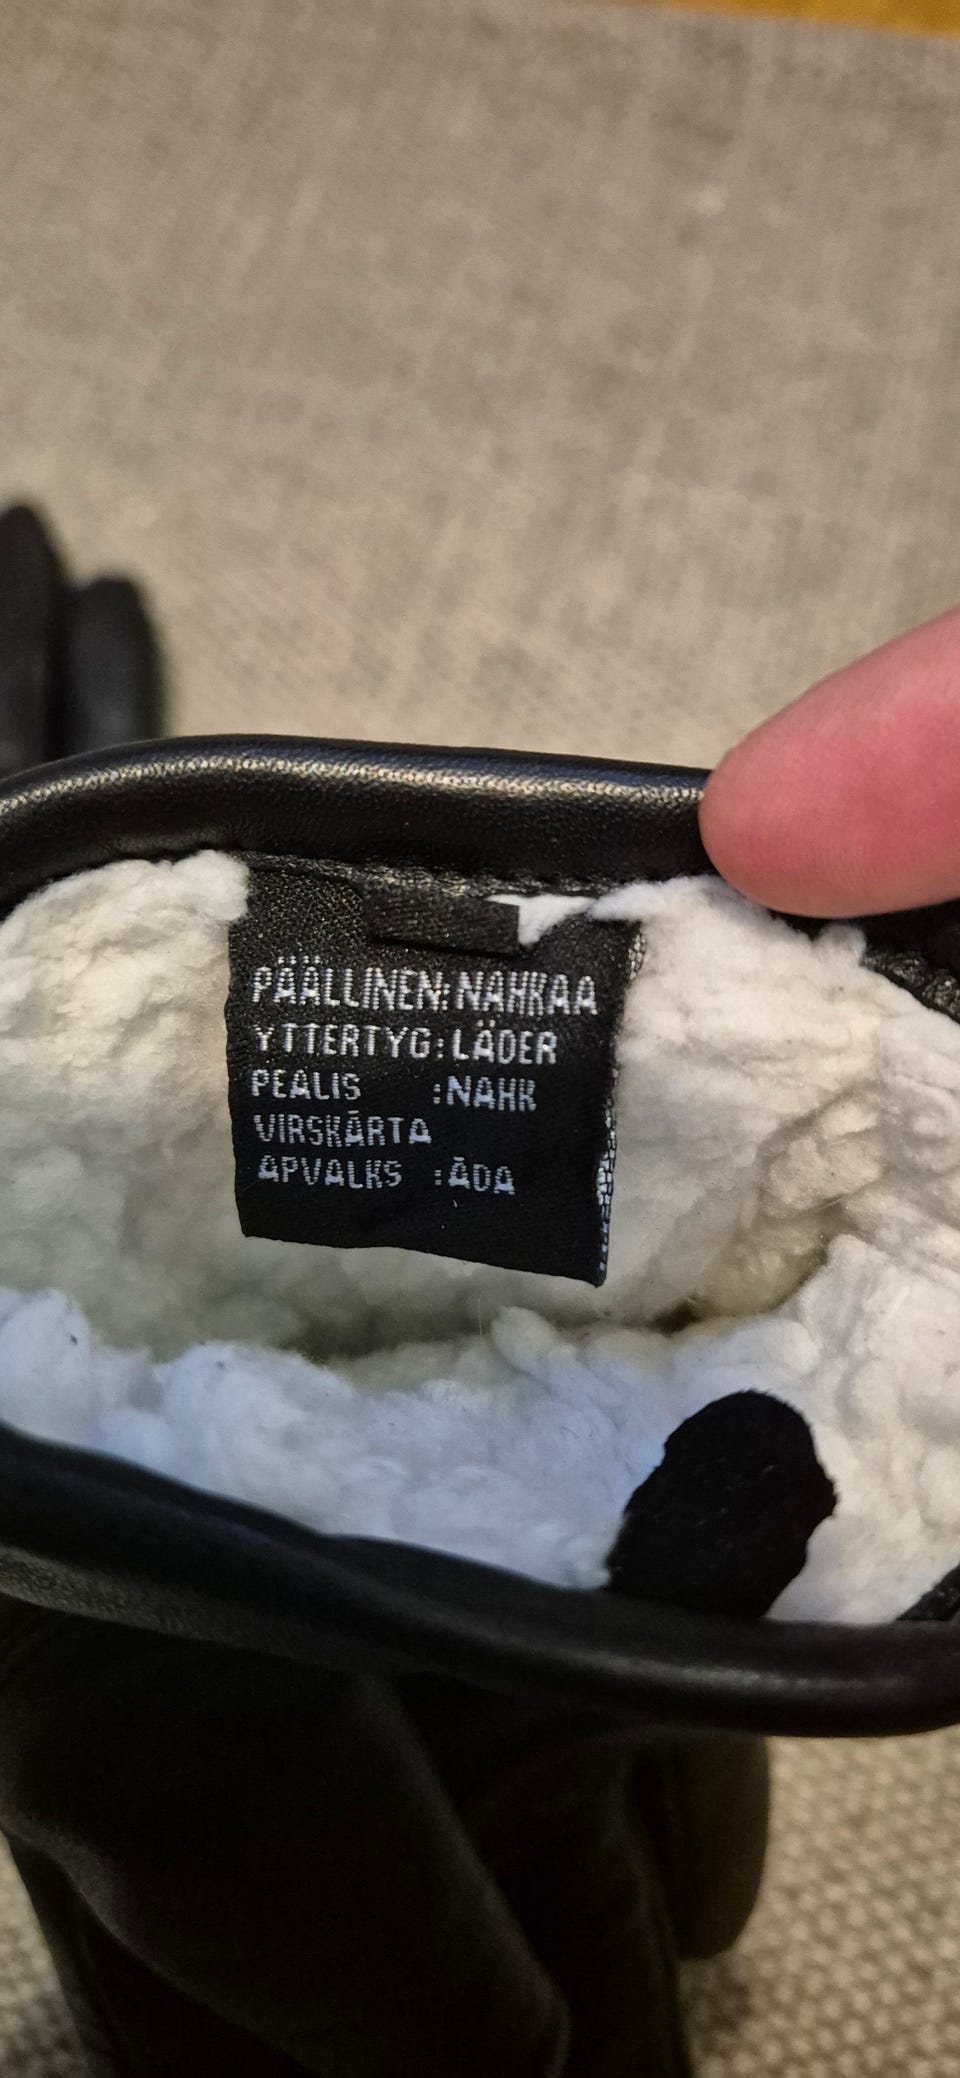 PÄÄLLINEN:NAHKAA
YTTERTYG:LÄDER
PEALIS :NAHK
VIRSKĀRTA
APVALKS :ĀDA